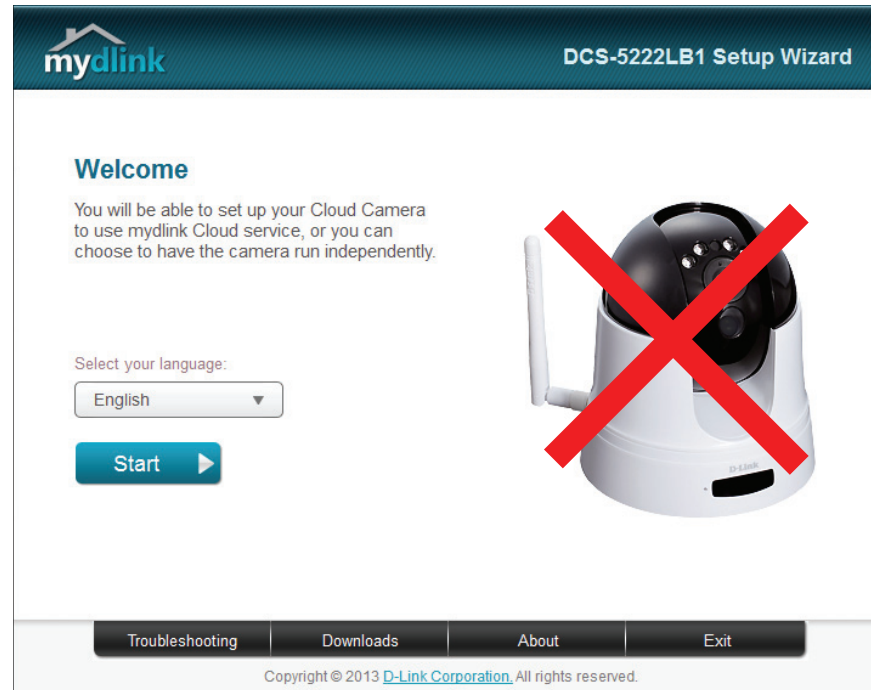 mydlink
DCS-5222LB1 Setup Wizard
Welcome
You will be able to set up your Cloud Camera
to use mydlink Cloud service, or you can
choose to have the camera run independently.
Select your language:
English
Start
D-Link
Troubleshooting
Downloads
About
Exit
Copyright © 2013 D-Link Corporation. All rights reserved.